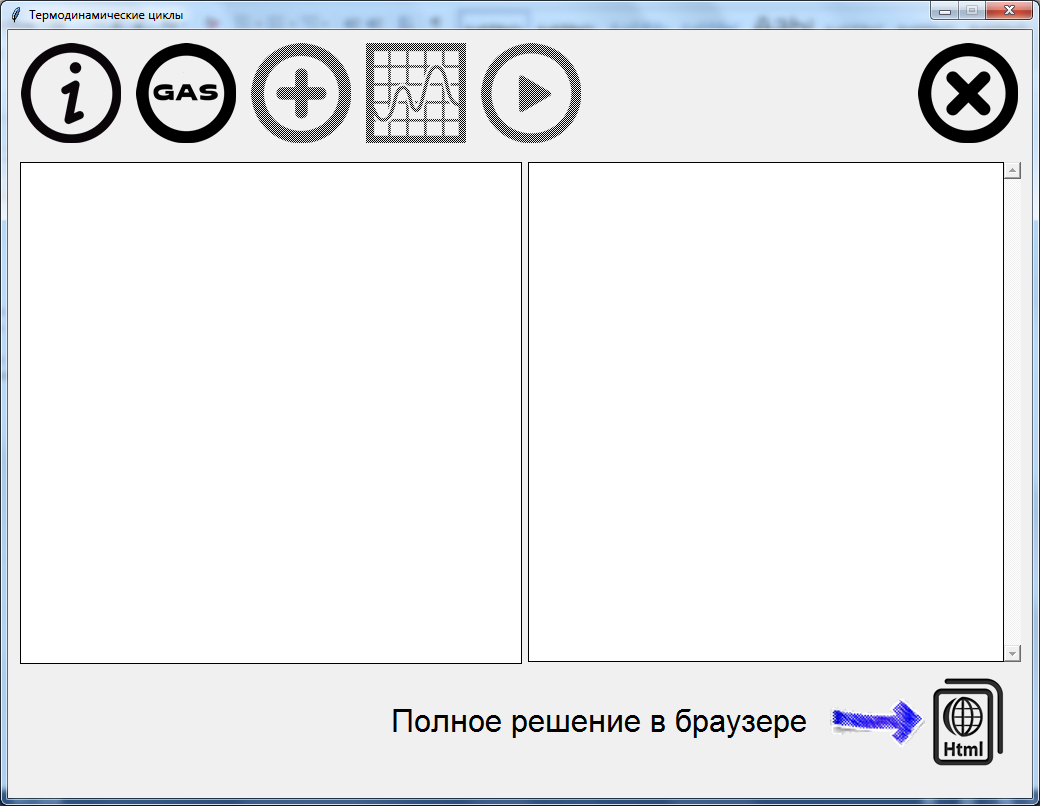 Термодинамические циклы
i
GAS
Полное решение в браузере
Html